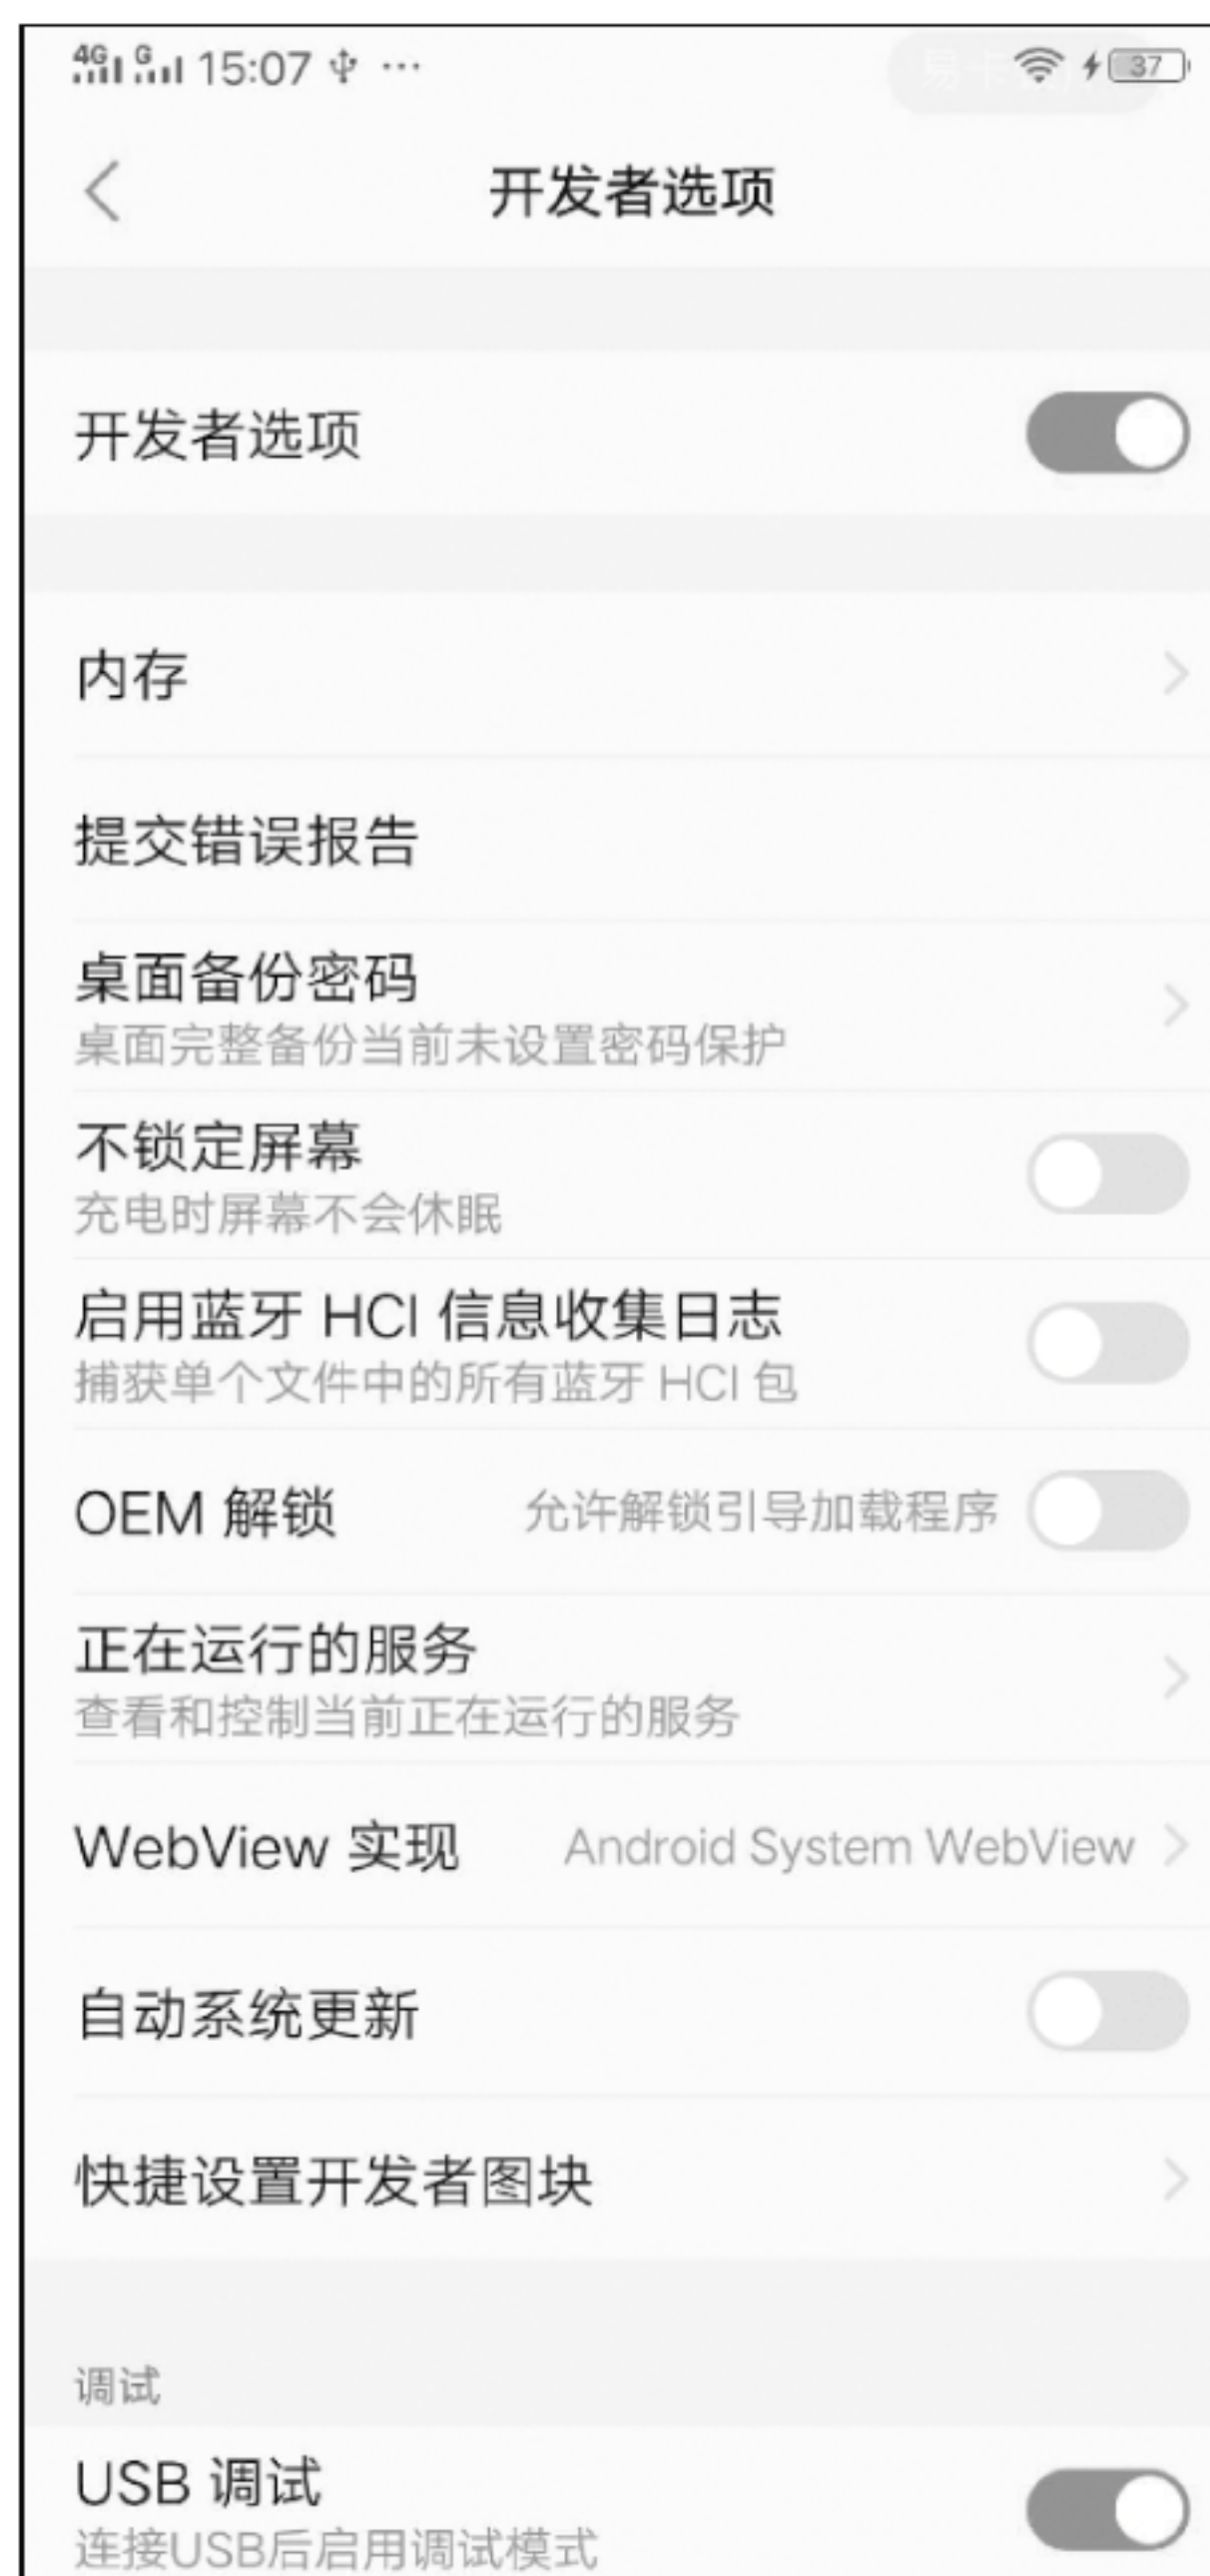 4G G 15:07 ···
37
开发者选项
开发者选项
内存
提交错误报告
桌面备份密码
桌面完整备份当前未设置密码保护
不锁定屏幕
充电时屏幕不会休眠
启用蓝牙 HCI 信息收集日志
捕获单个文件中的所有蓝牙 HCI 包
OEM 解锁 允许解锁引导加载程序
正在运行的服务
查看和控制当前正在运行的服务
WebView 实现 Android System WebView
自动系统更新
快捷设置开发者图块
调试
USB 调试
连接USB后启用调试模式